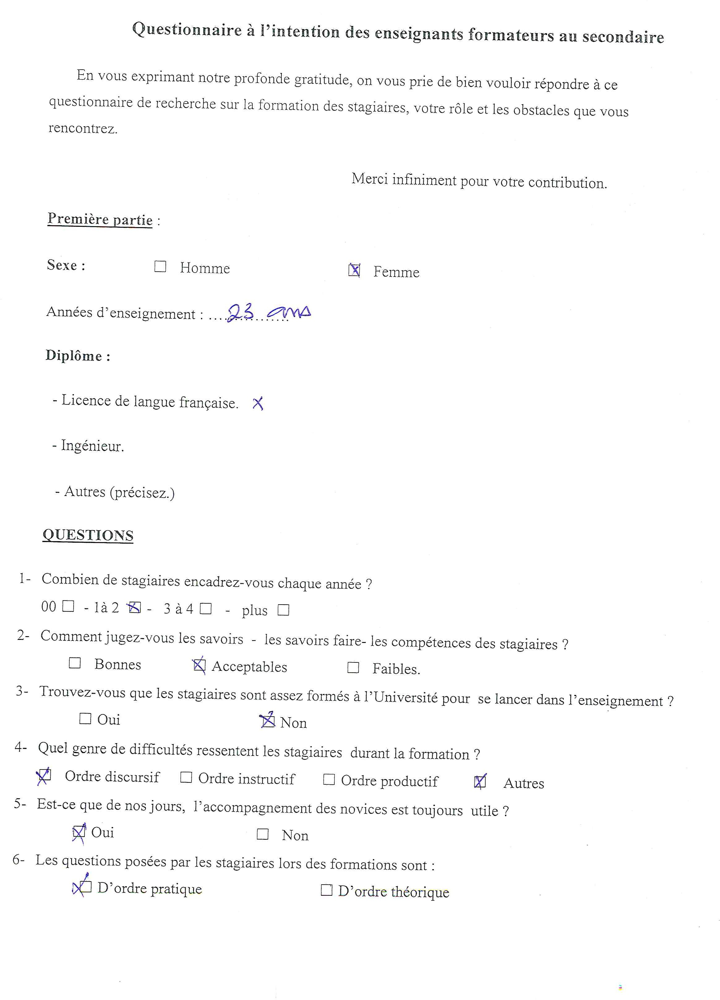 Questionnaire à l'intention des enseignants formateurs au secondaire
En vous exprimant notre profonde gratitude, on vous prie de bien vouloir répondre à ce
questionnaire de recherche sur la formation des stagiaires, votre rôle et les obstacles que vous
rencontrez.
Merci infiniment pour votre contribution.
Première partie :
Sexe : ☐ Homme ☒ Femme
Années d'enseignement : .... 23 ans
Diplôme :
- Licence de langue française. X
- Ingénieur.
- Autres (précisez.)
QUESTIONS
1- Combien de stagiaires encadrez-vous chaque année ?
00 ☐ - 1à 2 ☒ - 3 à 4 ☐ - plus ☐
2- Comment jugez-vous les savoirs - les savoirs faire- les compétences des stagiaires ?
☐ Bonnes ☒ Acceptables ☐ Faibles.
3- Trouvez-vous que les stagiaires sont assez formés à l'Université pour se lancer dans l'enseignement ?
☐ Oui ☒ Non
4- Quel genre de difficultés ressentent les stagiaires durant la formation ?
☒ Ordre discursif ☐ Ordre instructif ☐ Ordre productif ☒ Autres
5- Est-ce que de nos jours, l'accompagnement des novices est toujours utile ?
☒ Oui ☐ Non
6- Les questions posées par les stagiaires lors des formations sont :
☒ D'ordre pratique ☐ D'ordre théorique